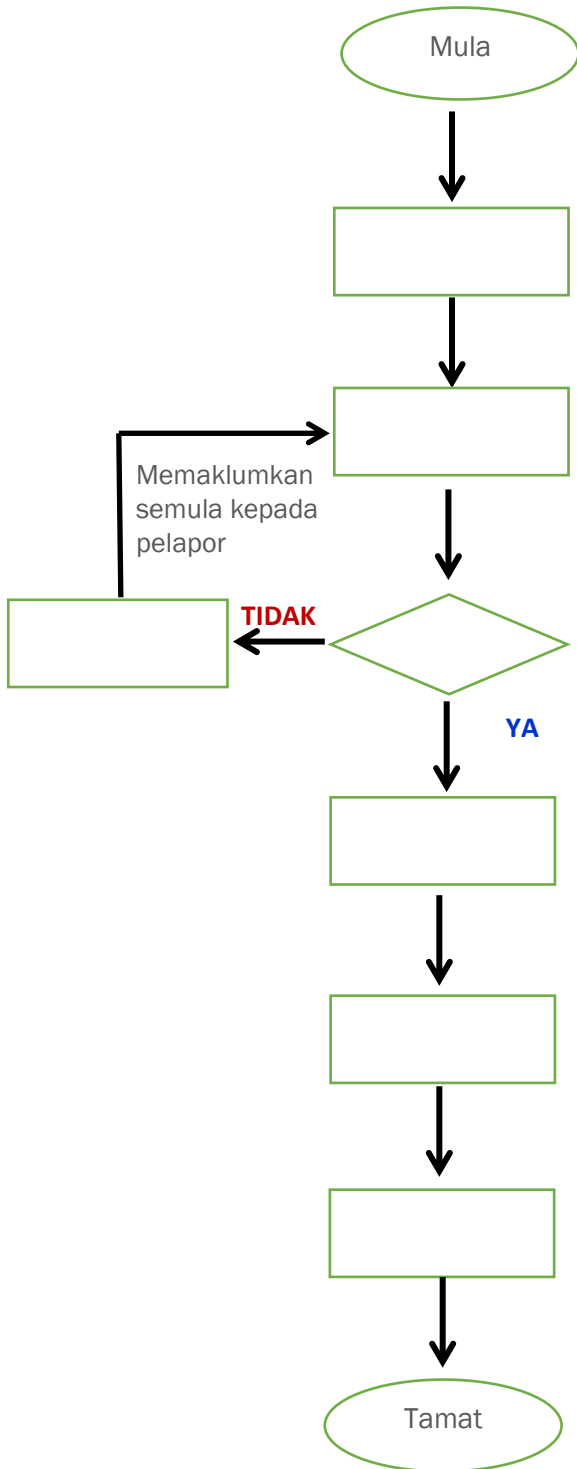 Mula
Memaklumkan
semula kepada
pelapor
TIDAK
YA
Tamat